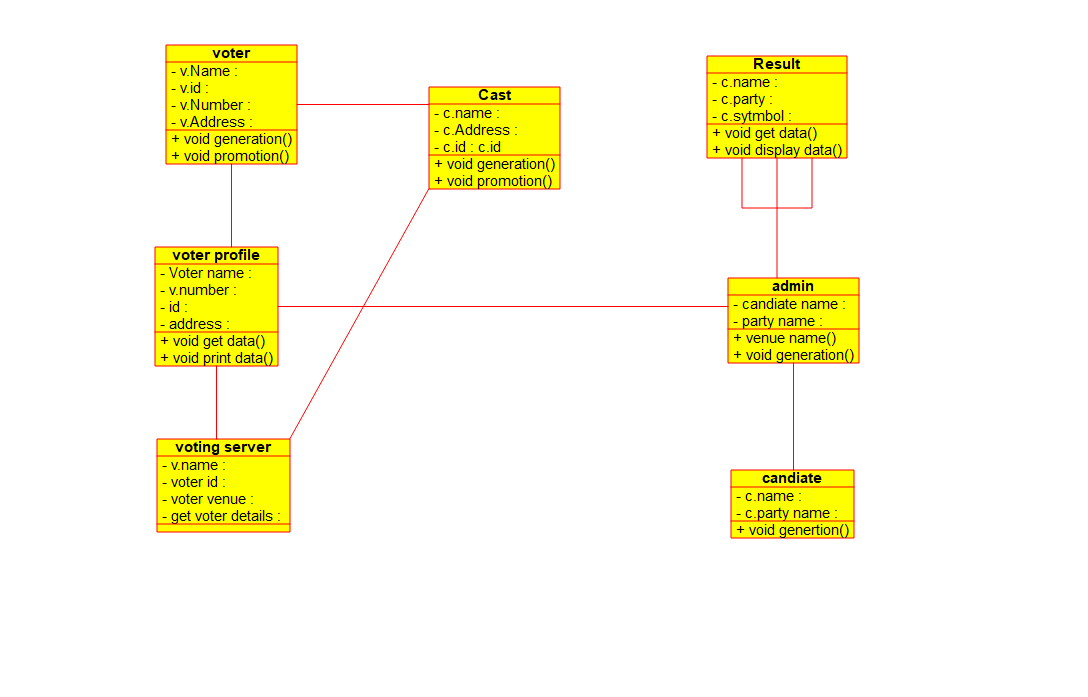 voter
- v.Name :
- v.id :
- v.Number :
- v.Address :
+ void generation()
+ void promotion()
Cast
- c.name :
- c.Address :
- c.id : c.id
+ void generation()
+ void promotion()
Result
- c.name :
- c.party :
- c.sytmbol :
+ void get data()
+ void display data()
voter profile
- Voter name :
- v.number :
- id :
- address :
+ void get data()
+ void print data()
admin
- candiate name :
- party name :
+ venue name()
+ void generation()
voting server
- v.name :
- voter id :
- voter venue :
- get voter details :
candiate
- c.name :
- c.party name :
+ void genertion()